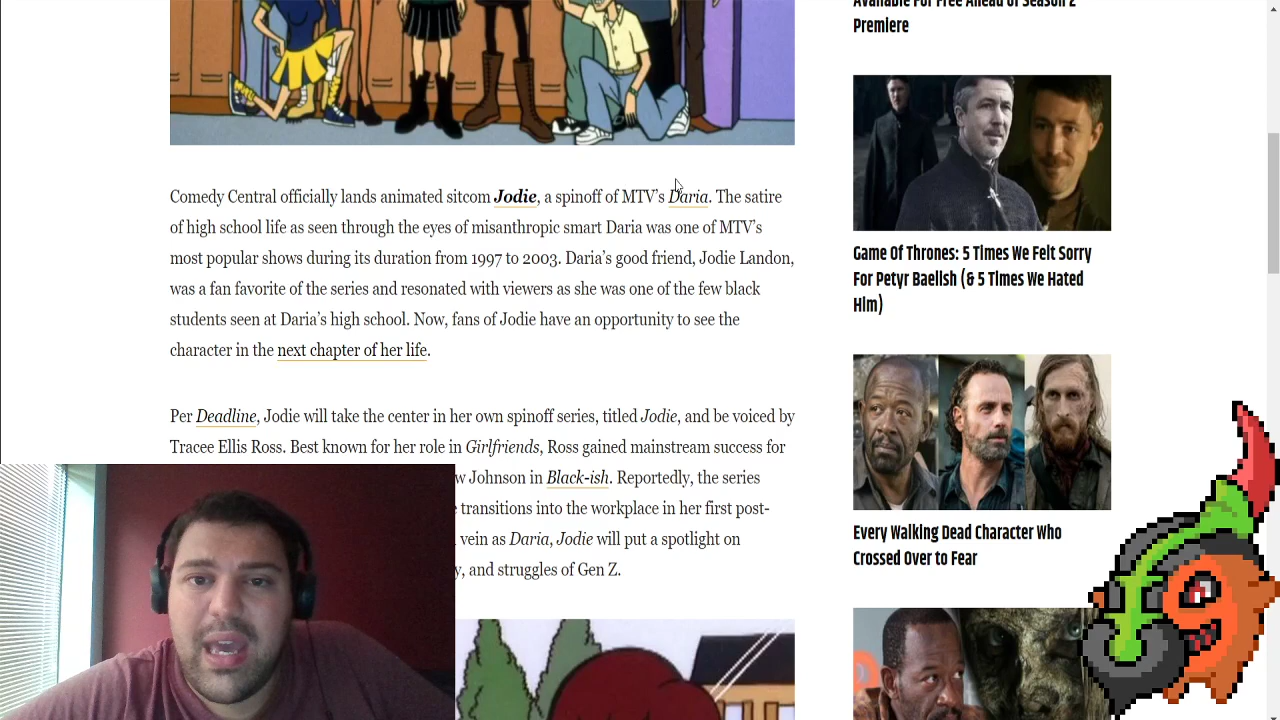 Available For Free Ahead of Season 2
Premiere
Comedy Central officially lands animated sitcom Jodie, a spinoff of MTV's Daria. The satire
of high school life as seen through the eyes of misanthropic smart Daria was one of MTV's
most popular shows during its duration from 1997 to 2003. Daria's good friend, Jodie Landon,
was a fan favorite of the series and resonated with viewers as she was one of the few black
students seen at Daria's high school. Now, fans of Jodie have an opportunity to see the
character in the next chapter of her life.
Per Deadline, Jodie will take the center in her own spinoff series, titled Jodie, and be voiced by
Tracee Ellis Ross. Best known for her role in Girlfriends, Ross gained mainstream success for
w Johnson in Black-ish. Reportedly, the series
transitions into the workplace in her first post-
vein as Daria, Jodie will put a spotlight on
y, and struggles of Gen Z.
Game Of Thrones: 5 Times We Felt Sorry
For Petyr Baelish (& 5 Times We Hated
Him)
Every Walking Dead Character Who
Crossed Over to Fear